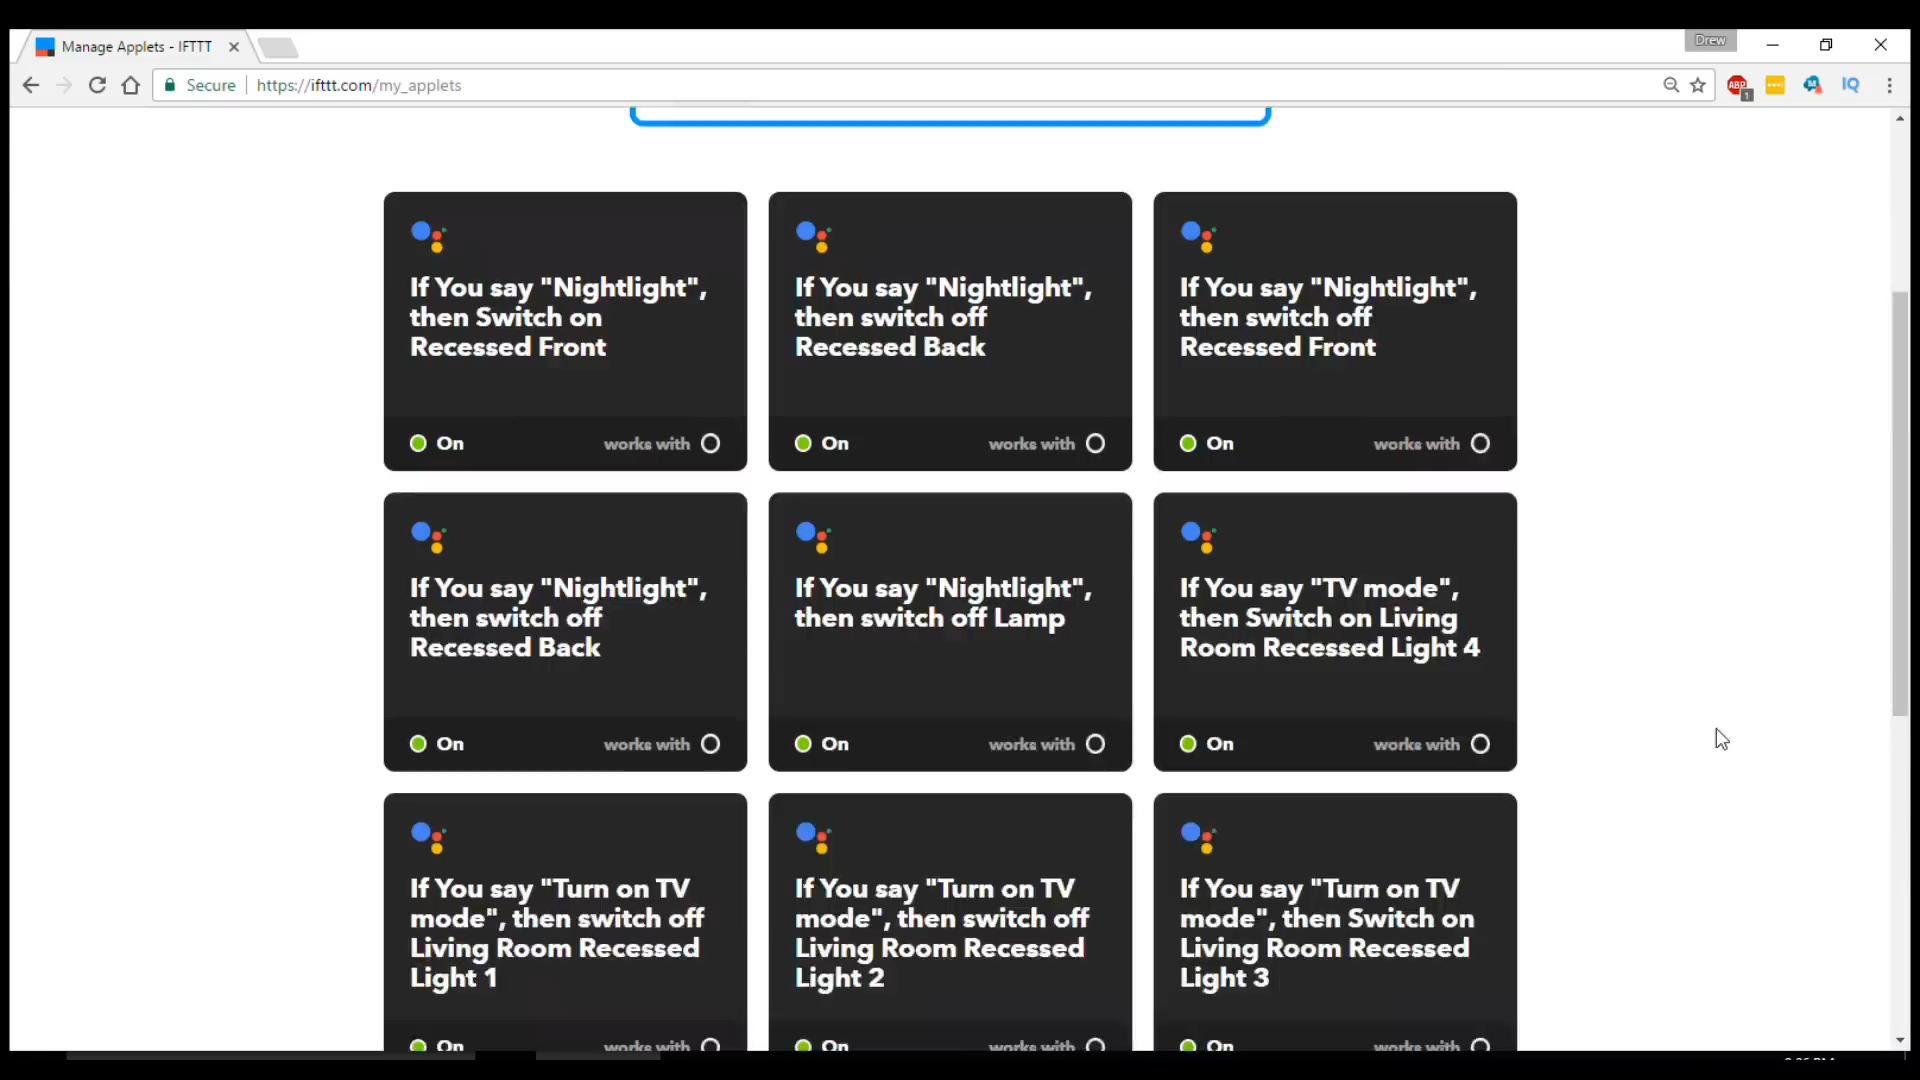 Manage Applets - IFTTT
Drew
Secure
https://ifttt.com/my_applets
ABP
1
IQ
If You say "Nightlight",
then Switch on
Recessed Front
On
works with
If You say "Nightlight",
then switch off
Recessed Back
On
works with
If You say "Nightlight",
then switch off
Recessed Front
On
works with
If You say "Nightlight",
then switch off
Recessed Back
On
works with
If You say "Nightlight",
then switch off Lamp
On
works with
If You say "TV mode",
then Switch on Living
Room Recessed Light 4
On
works with
If You say "Turn on TV
mode", then switch off
Living Room Recessed
Light 1
On
works with
If You say "Turn on TV
mode", then switch off
Living Room Recessed
Light 2
On
works with
If You say "Turn on TV
mode", then Switch on
Living Room Recessed
Light 3
On
works with